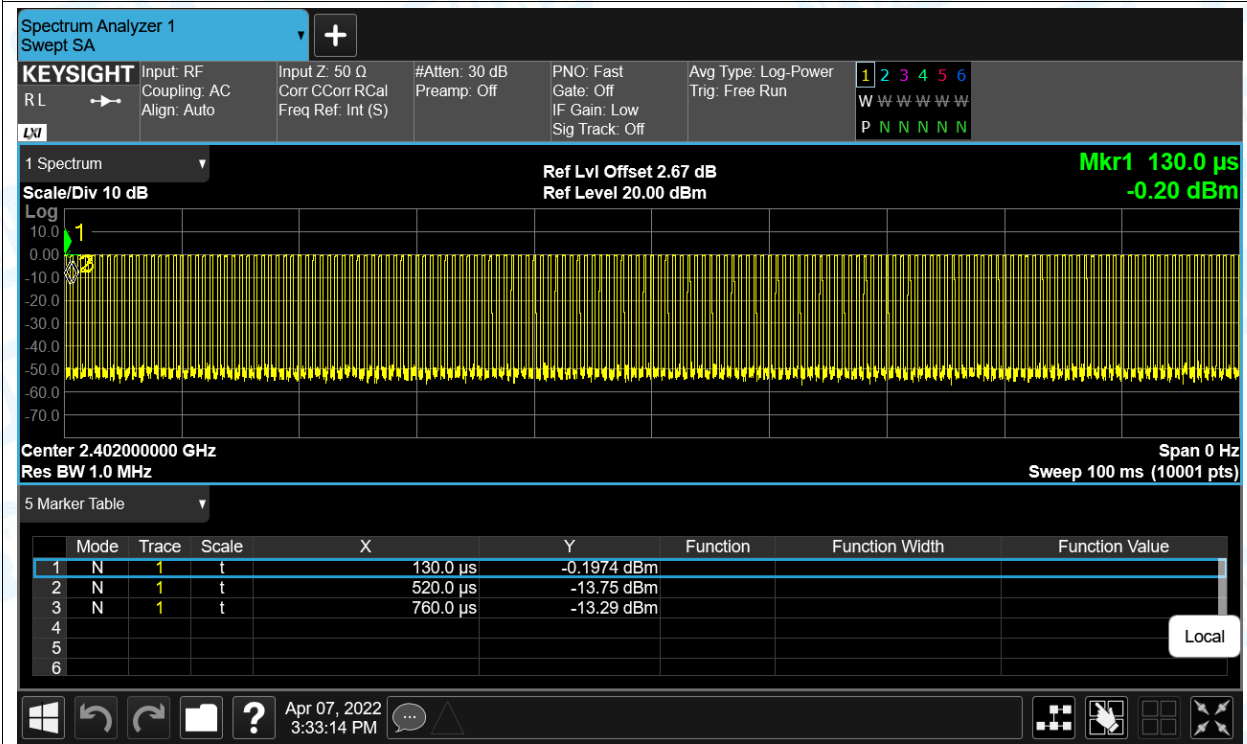 Spectrum Analyzer 1
Swept SA
KEYSIGHT
R L
LXI
Input: RF
Coupling: AC
Align: Auto
Input Z: 50 Ω
Corr CCorr RCal
Freq Ref: Int (S)
#Atten: 30 dB
Preamp: Off
PNO: Fast
Gate: Off
IF Gain: Low
Sig Track: Off
Avg Type: Log-Power
Trig: Free Run
1 2 3 4 5 6
W W W W W W
P N N N N N
1 Spectrum
Scale/Div 10 dB
Ref Lvl Offset 2.67 dB
Ref Level 20.00 dBm
Mkr1 130.0 µs
-0.20 dBm
Log
10.0
0.00
-10.0
-20.0
-30.0
-40.0
-50.0
-60.0
-70.0
1
3
Center 2.402000000 GHz
Res BW 1.0 MHz
Span 0 Hz
Sweep 100 ms (10001 pts)
5 Marker Table
Mode Trace Scale X Y Function Function Width Function Value
1 N 1 t 130.0 µs -0.1974 dBm
2 N 1 t 520.0 µs -13.75 dBm
3 N 1 t 760.0 µs -13.29 dBm
4
5
6
Local
?
Apr 07, 2022
3:33:14 PM